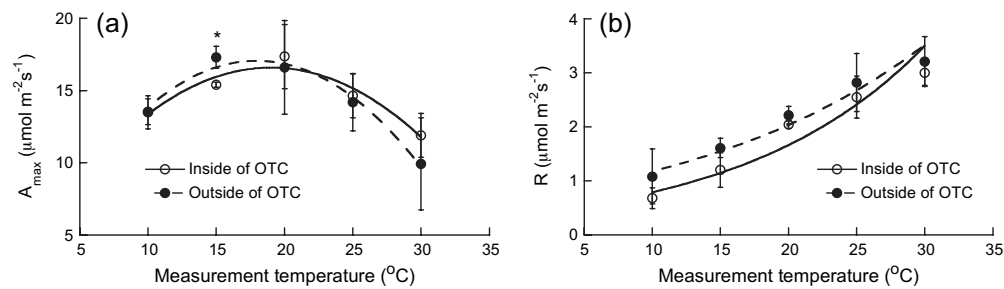 (a)
*
20
15
10
5
A_max (μmol m⁻²s⁻¹)
Inside of OTC
Outside of OTC
5 10 15 20 25 30 35
Measurement temperature (°C)
(b)
4
3
2
1
0
R (μmol m⁻²s⁻¹)
Inside of OTC
Outside of OTC
5 10 15 20 25 30 35
Measurement temperature (°C)